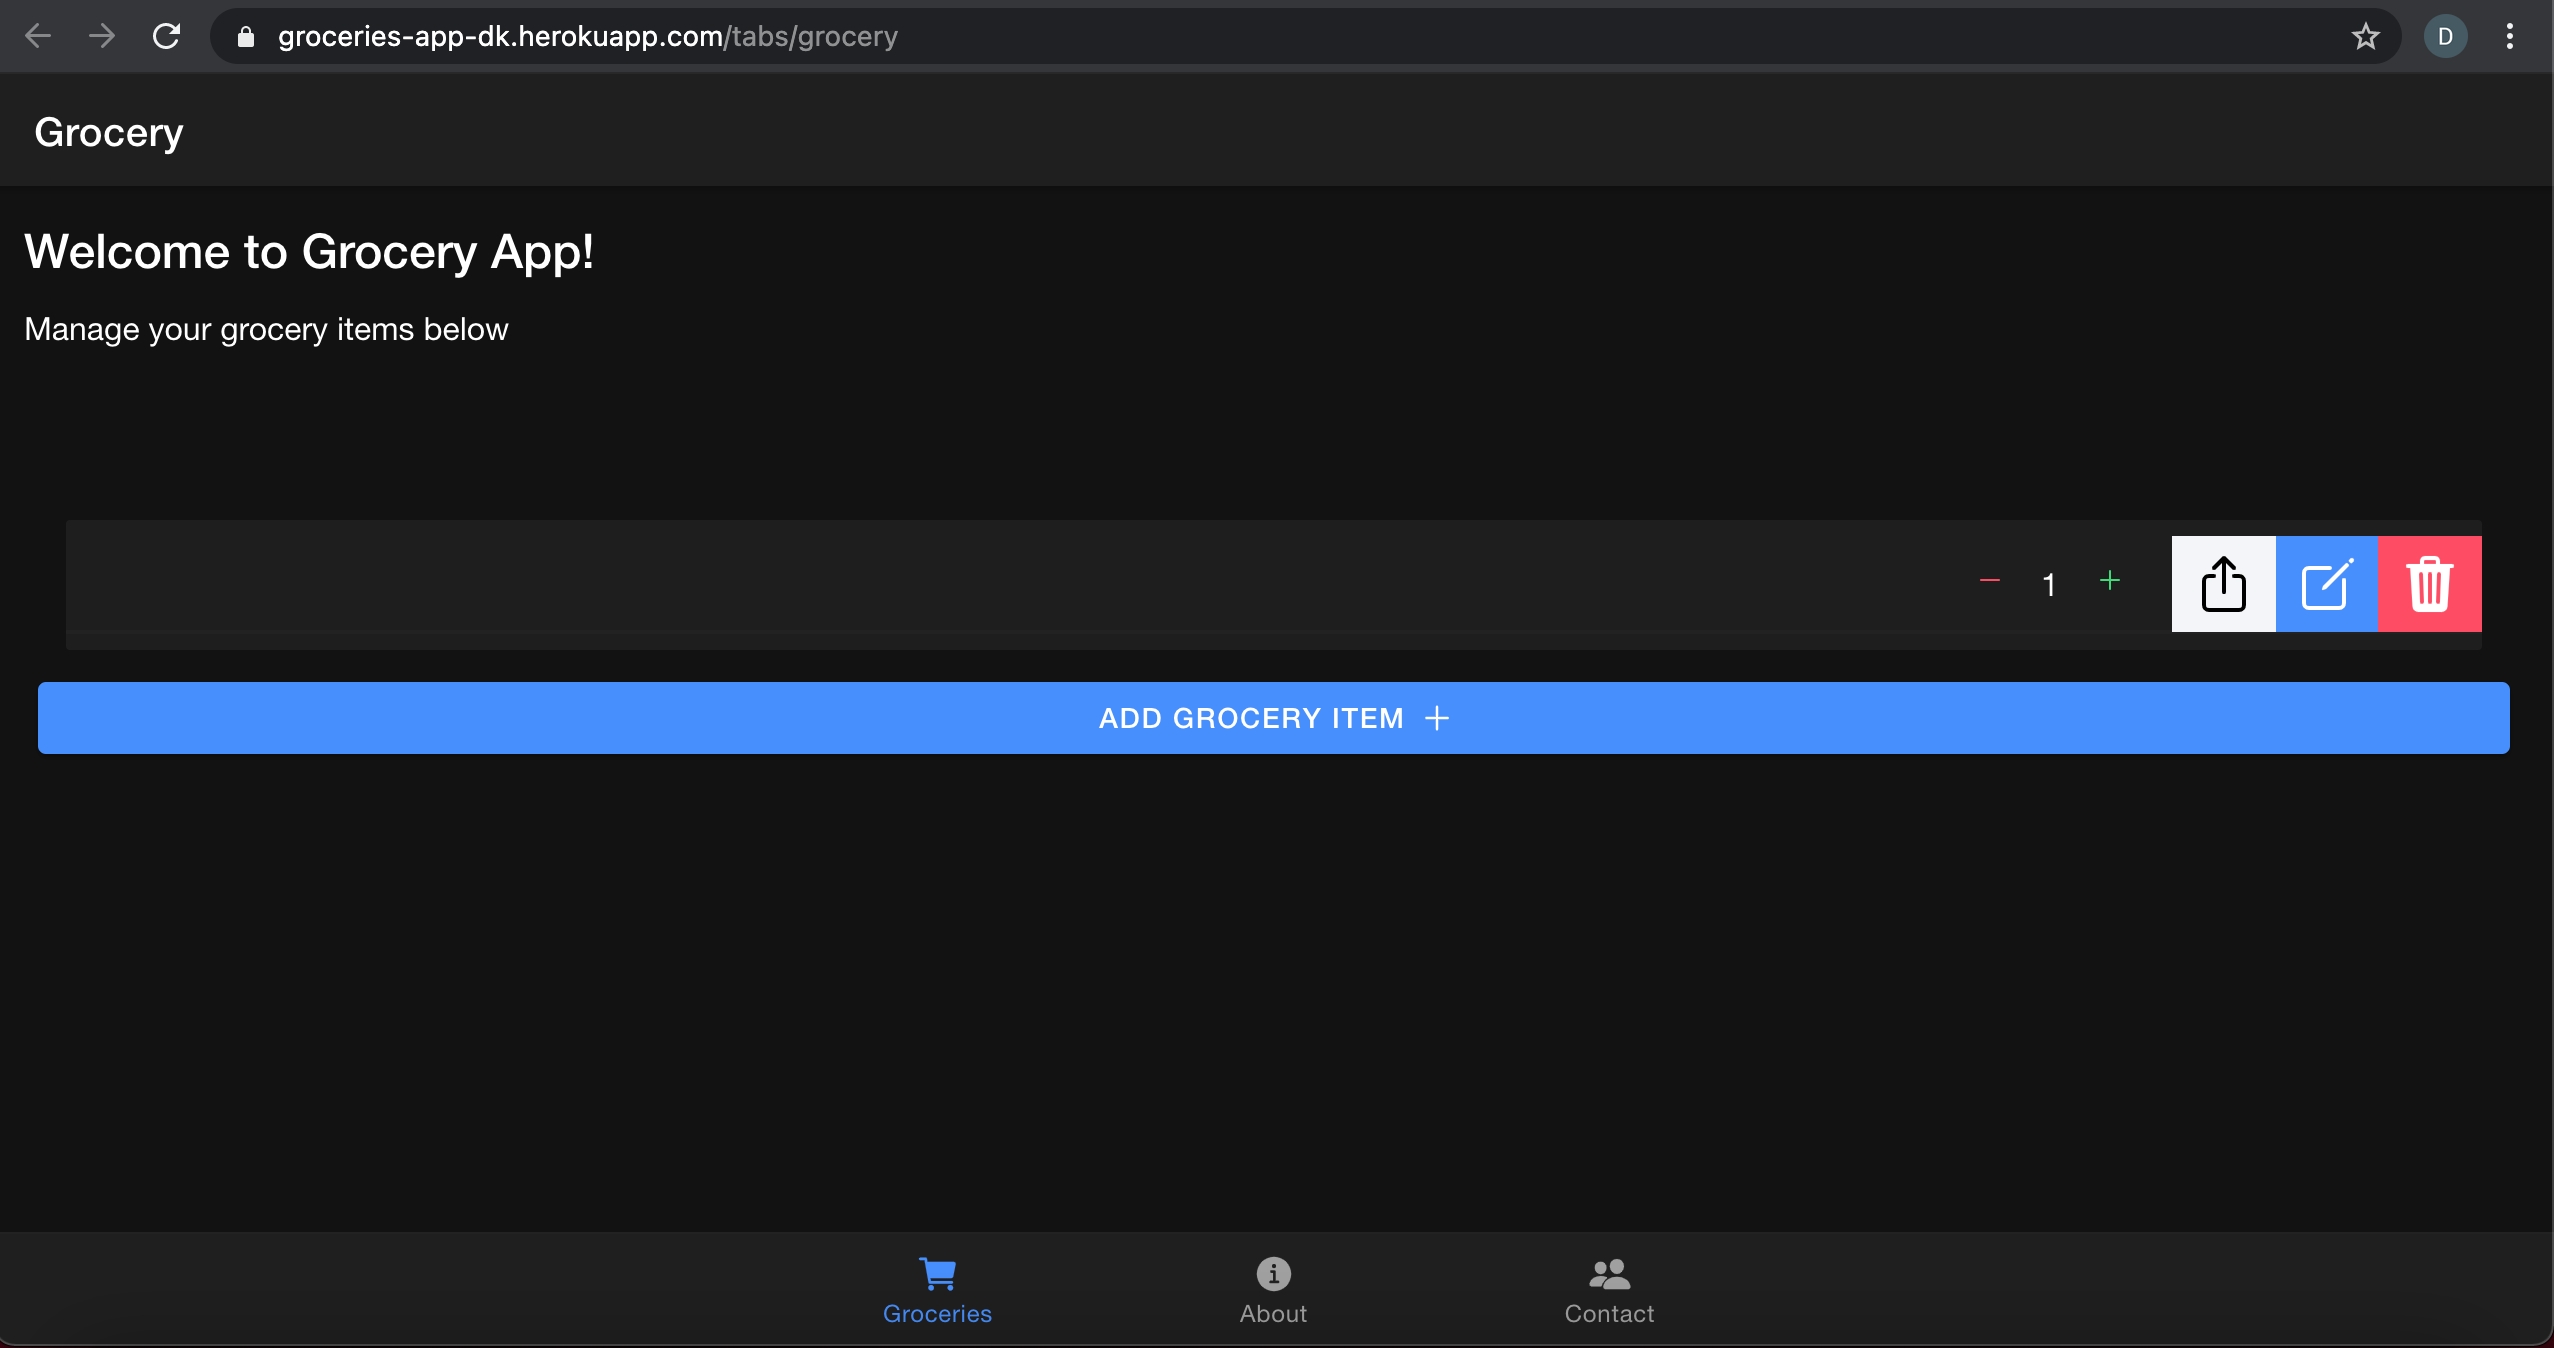 groceries-app-dk.herokuapp.com/tabs/grocery
D
Grocery
Welcome to Grocery App!
Manage your grocery items below
1
ADD GROCERY ITEM
Groceries
About
Contact